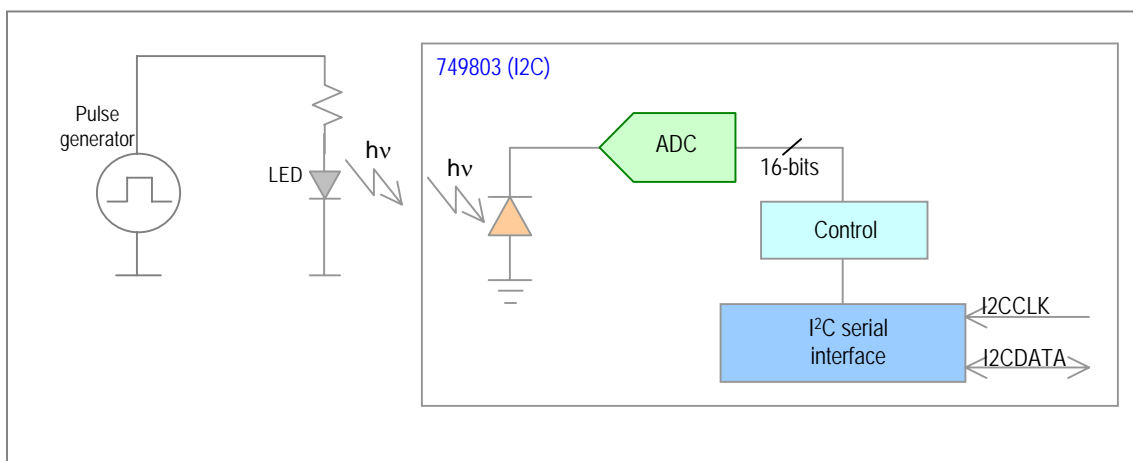 749803 (I2C)
Pulse
generator
LED
hν
hν
ADC
16-bits
Control
I²C serial
interface
I2CCLK
I2CDATA